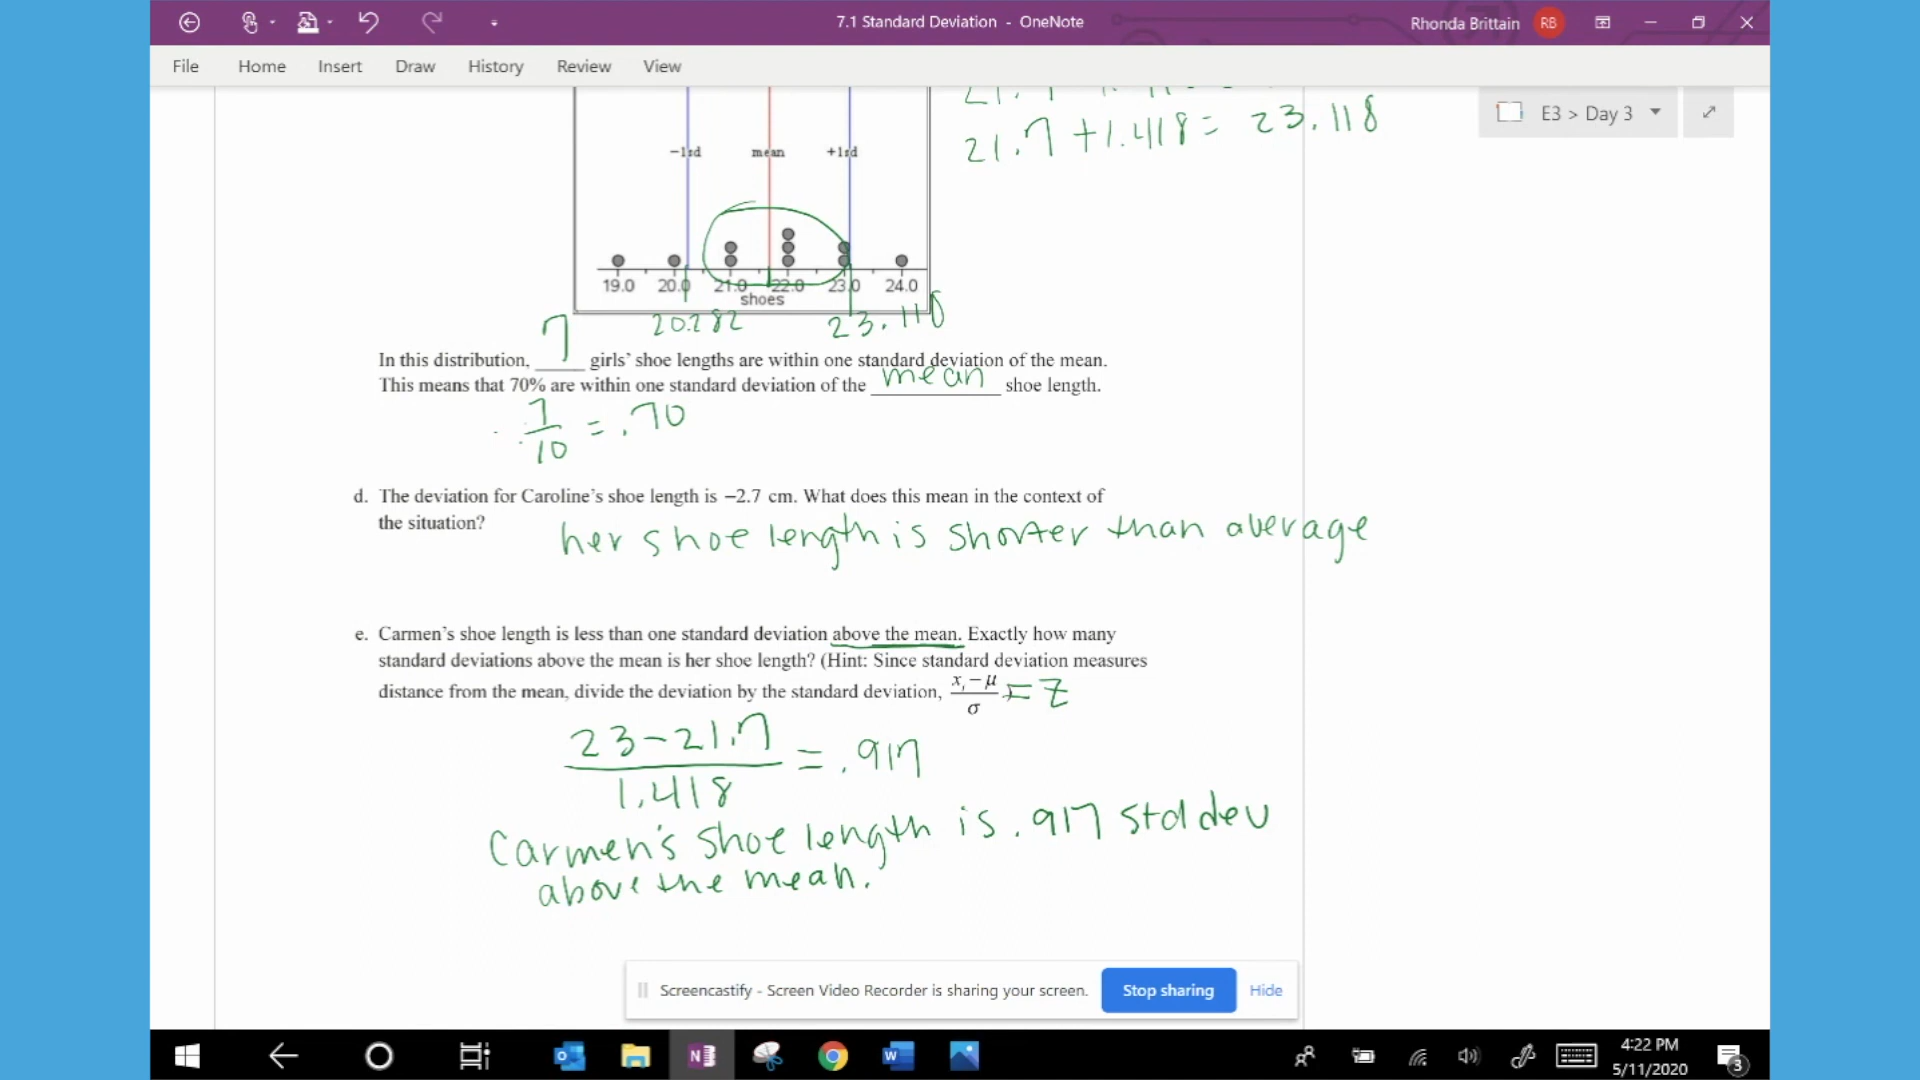 7.1 Standard Deviation - OneNote
Rhonda Brittain
RB
File Home Insert Draw History Review View
E3 > Day 3
21.7 + 1.418 = 23.118
-1sd mean +1sd
19.0 20.0 21.0 22.0 23.0 24.0
shoes
20.282 23.118
7
In this distribution, ____ girls' shoe lengths are within one standard deviation of the mean.
This means that 70% are within one standard deviation of the mean shoe length.
7/10 = .70
d. The deviation for Caroline's shoe length is −2.7 cm. What does this mean in the context of
the situation?
her shoe length is shorter than average
e. Carmen's shoe length is less than one standard deviation above the mean. Exactly how many
standard deviations above the mean is her shoe length? (Hint: Since standard deviation measures
distance from the mean, divide the deviation by the standard deviation, (xᵢ − μ)/σ.) = z
23 - 21.7
1.418
= .917
Carmen's shoe length is .917 std dev
above the mean.
Screencastify - Screen Video Recorder is sharing your screen.
Stop sharing
Hide
4:22 PM
5/11/2020
3